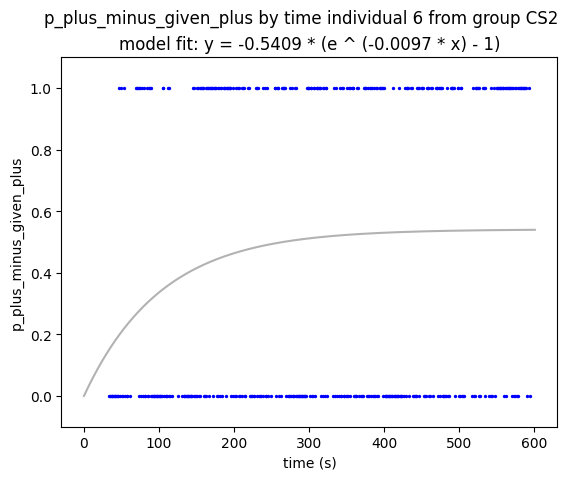 p_plus_minus_given_plus by time individual 6 from group CS2
model fit: y = -0.5409 * (e ^ (-0.0097 * x) - 1)
1.0
0.8
0.6
0.4
0.2
0.0
p_plus_minus_given_plus
0 100 200 300 400 500 600
time (s)